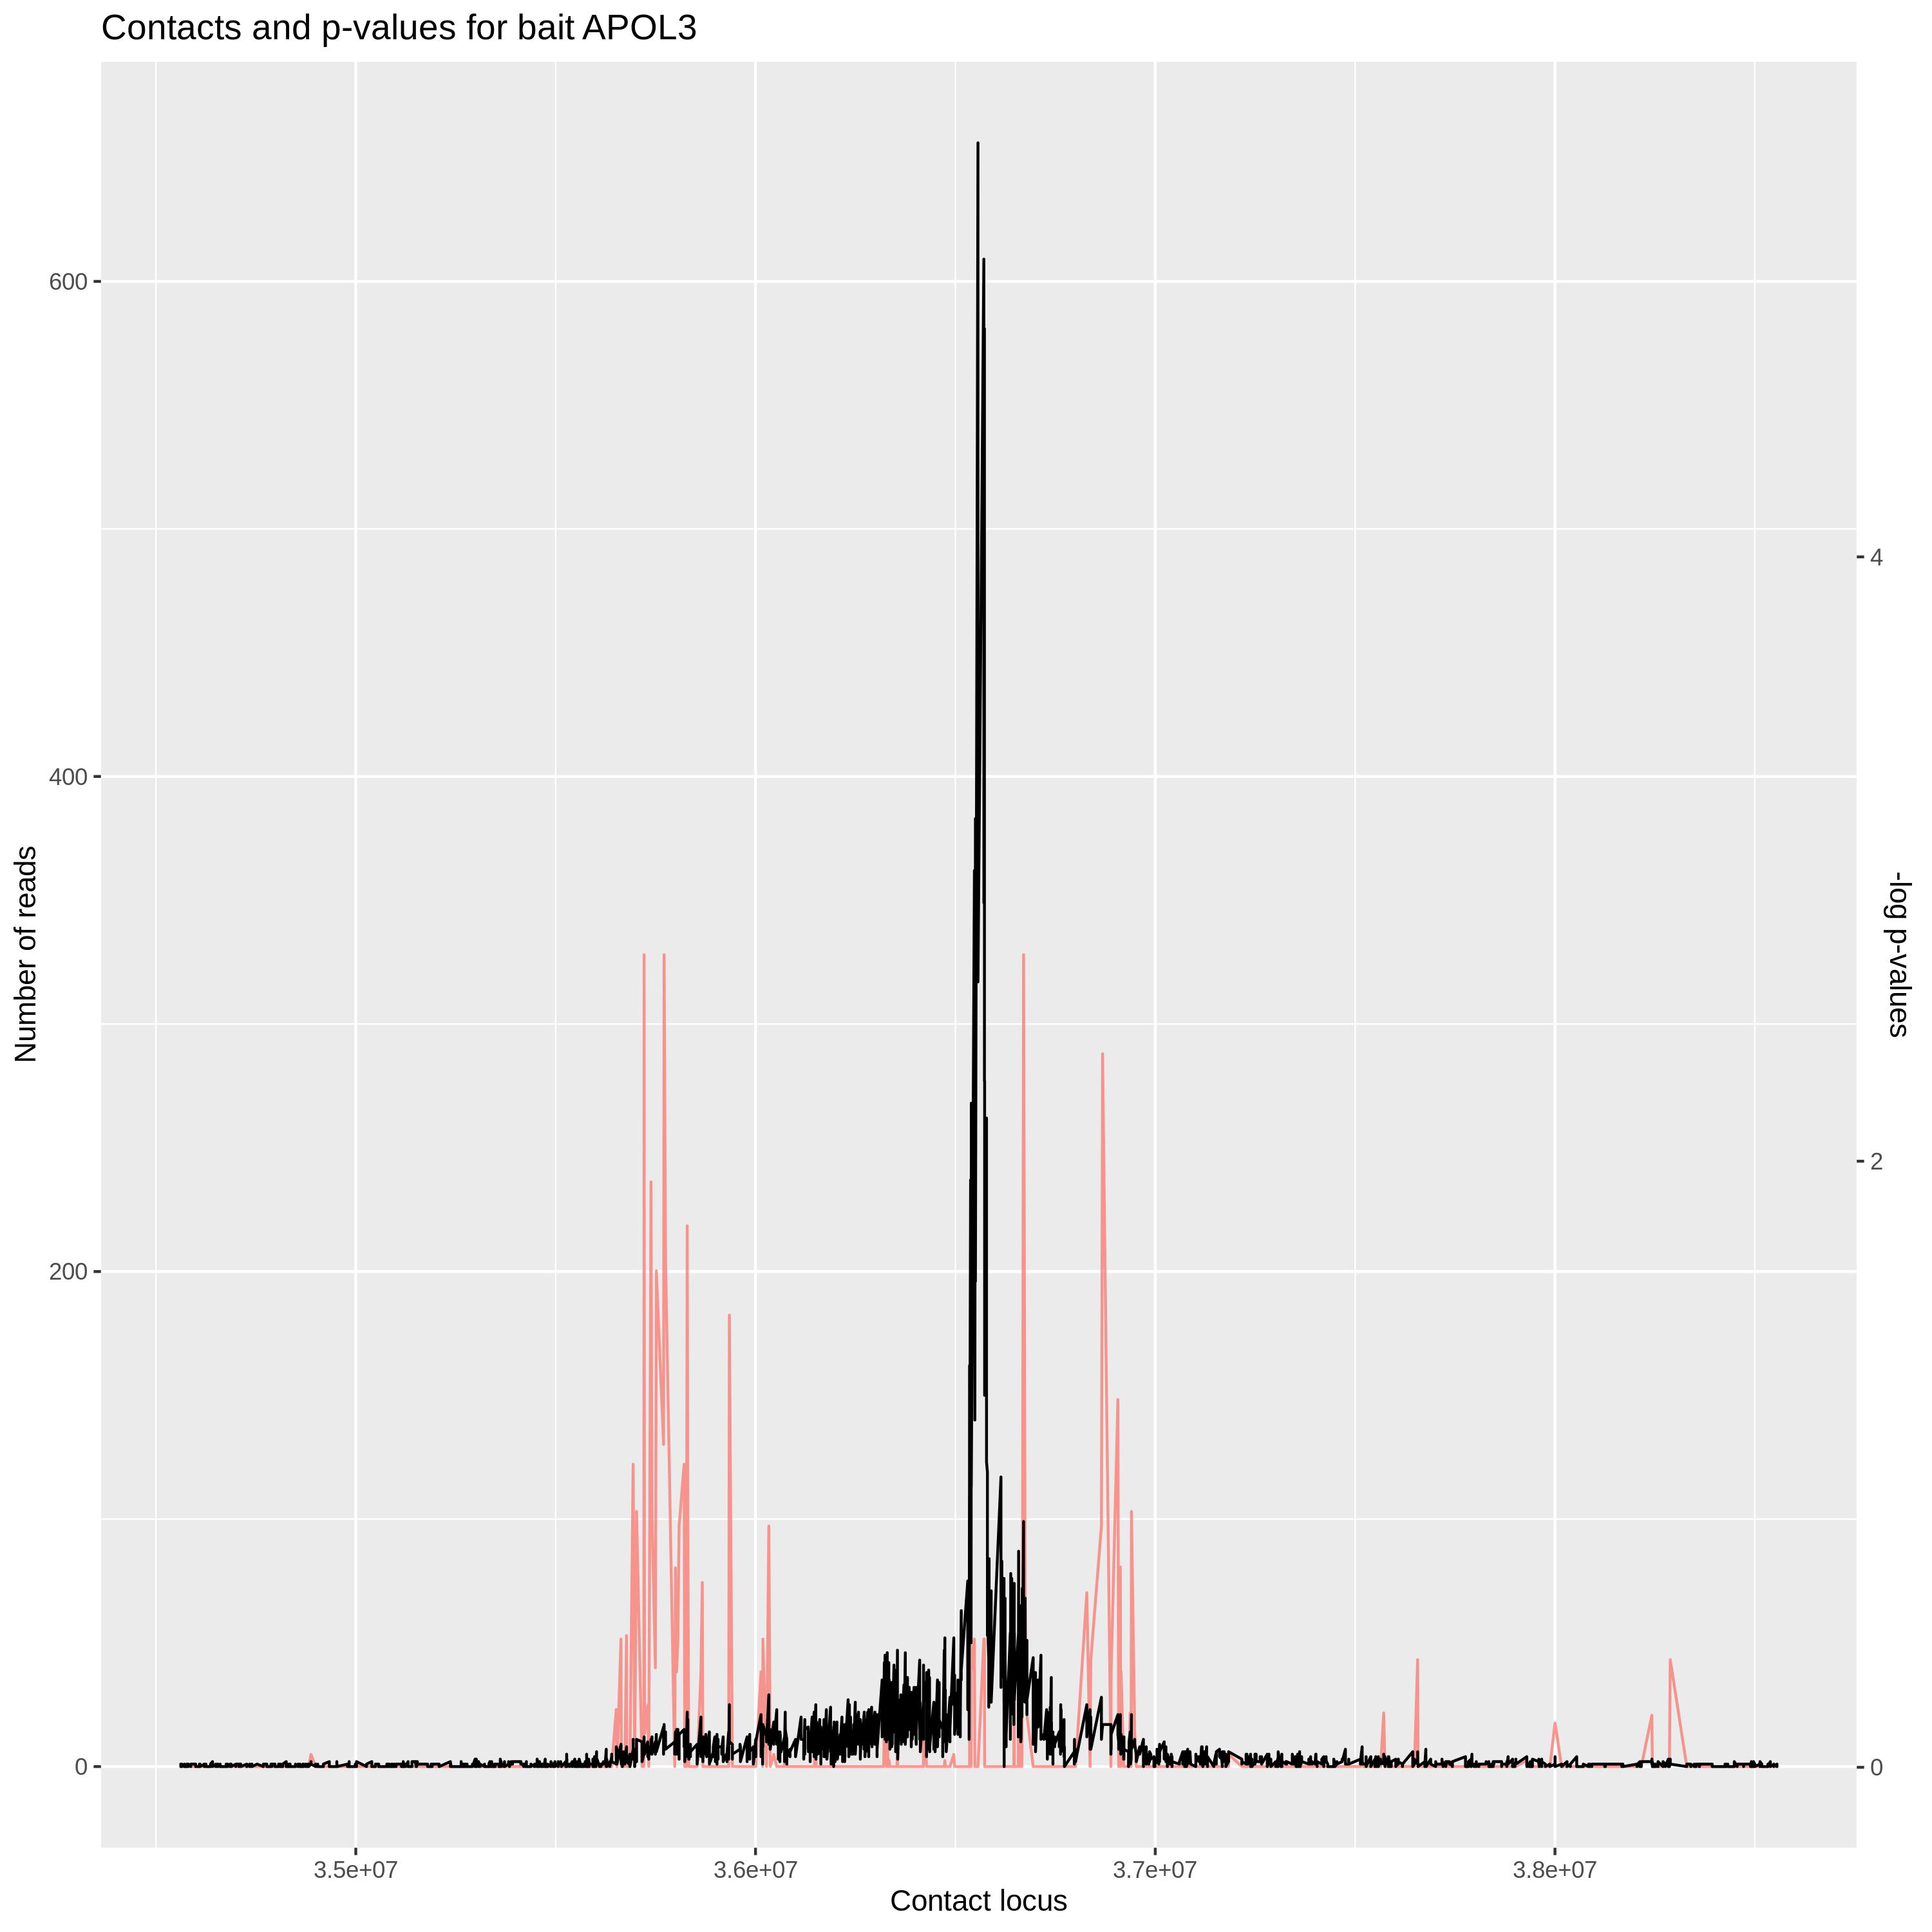 Contacts and p-values for bait APOL3
600
400
200
0
4
2
0
Number of reads
-log p-values
3.5e+07 3.6e+07 3.7e+07 3.8e+07
Contact locus